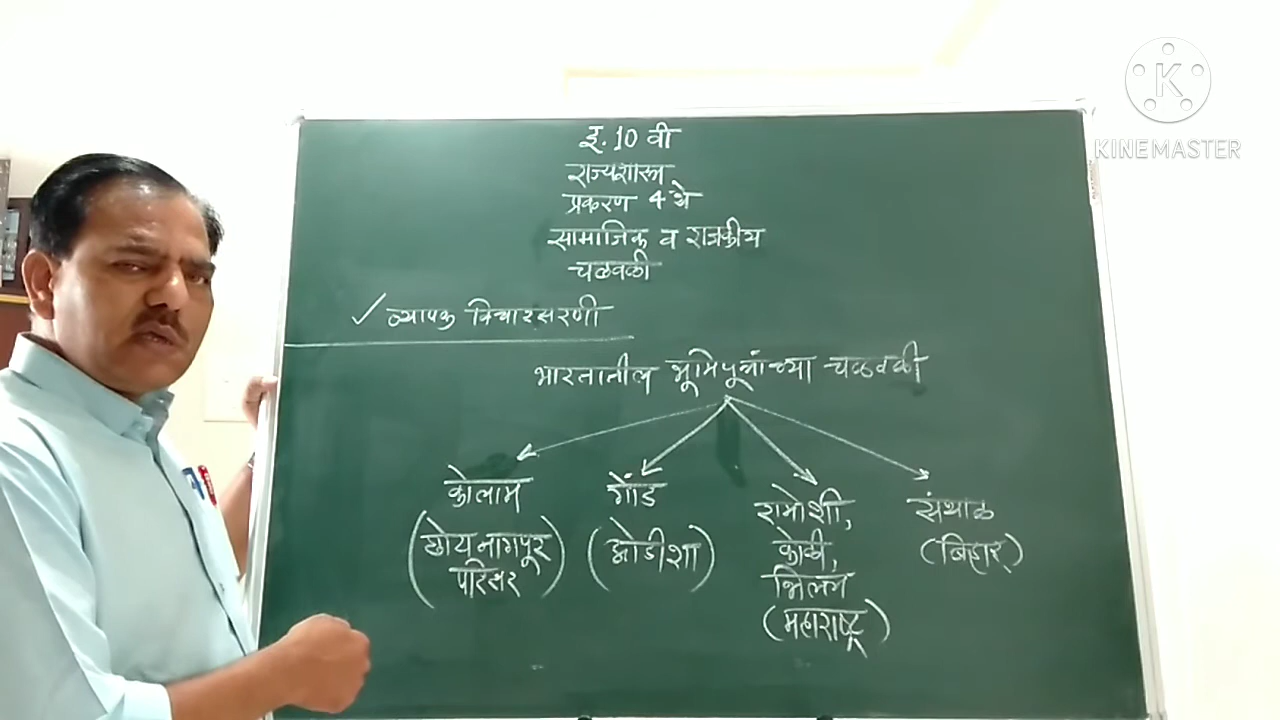 इ. 10 वी
राज्यशास्त्र
प्रकरण 4 थे
सामाजिक व राजकीय
चळवळी
✓ व्यापक विचारसरणी
भारतातील भूमिपुत्रांच्या चळवळी
कोलाम
(छोटा नागपूर
परिसर)
गोंड
(ओडीशा)
रामोशी,
कोळी,
भिल्ल
(महाराष्ट्र)
संथाळ
(बिहार)
KINEMASTER